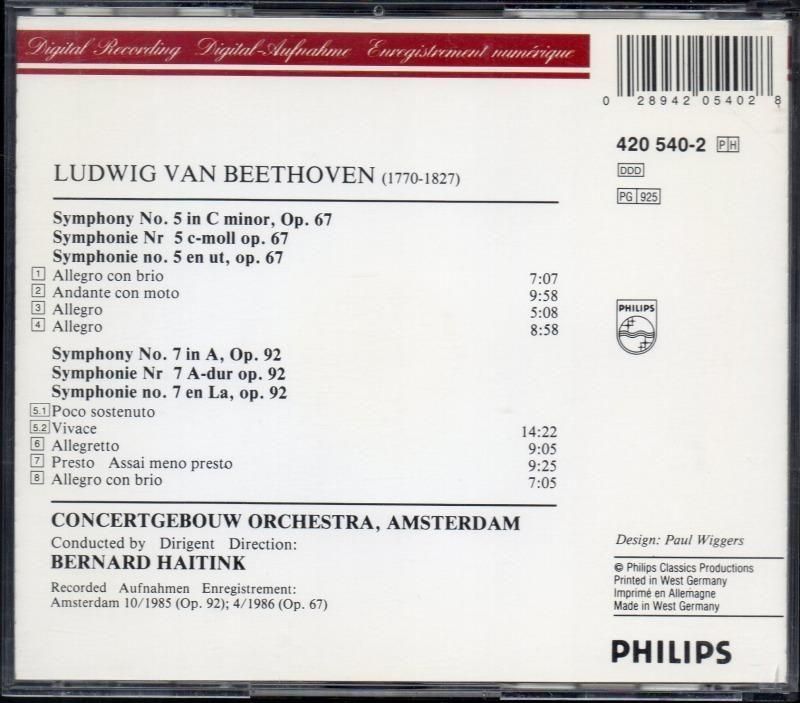 Digital Recording Digital-Aufnahme Enregistrement numérique
0 28942 05402 8
420 540-2 PH
DDD
PG 925
LUDWIG VAN BEETHOVEN (1770-1827)
Symphony No. 5 in C minor, Op. 67
Symphonie Nr 5 c-moll op. 67
Symphonie no. 5 en ut, op. 67
1 Allegro con brio 7:07
2 Andante con moto 9:58
3 Allegro 5:08
4 Allegro 8:58
PHILIPS
Symphony No. 7 in A, Op. 92
Symphonie Nr 7 A-dur op. 92
Symphonie no. 7 en La, op. 92
5.1 Poco sostenuto
5.2 Vivace 14:22
6 Allegretto 9:05
7 Presto Assai meno presto 9:25
8 Allegro con brio 7:05
CONCERTGEBOUW ORCHESTRA, AMSTERDAM
Conducted by Dirigent Direction:
BERNARD HAITINK
Recorded Aufnahmen Enregistrement:
Amsterdam 10/1985 (Op. 92); 4/1986 (Op. 67)
Design: Paul Wiggers
℗ Philips Classics Productions
Printed in West Germany
Imprimé en Allemagne
Made in West Germany
PHILIPS